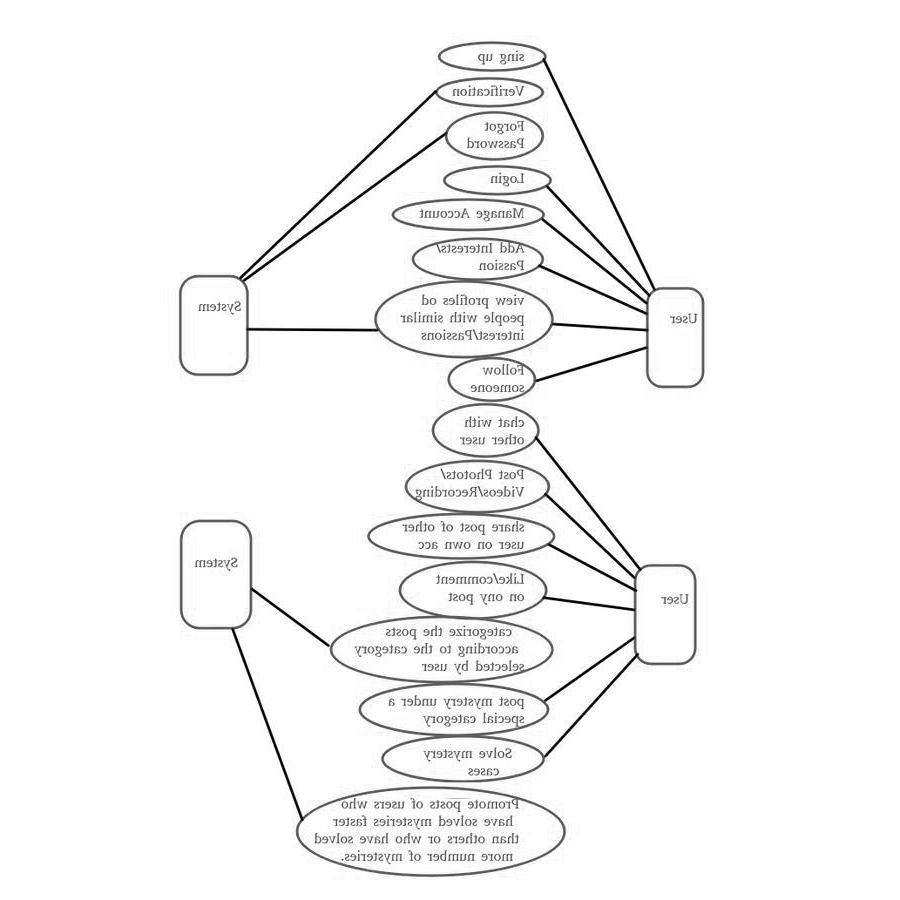 sing up
Verification
Forgot
Password
Login
Manage Account
Add Interests/
Passion
view profiles od
people with similar
interest/Passions
Follow
someone
System
User
chat with
other user
Post Photots/
Videos/Recording
share post of other
user on own acc
Like/comment
on ony post
categorize the posts
according to the category
selected by user
post mystery under a
special category
Solve mystery
cases
Promote posts of users who
have solved mysteries faster
than others or who have solved
more number of mysteries.
System
User